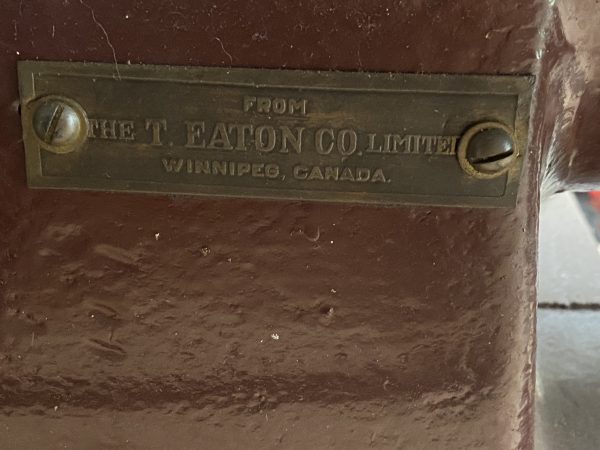 FROM
THE T. EATON CO. LIMITED
WINNIPEG, CANADA.